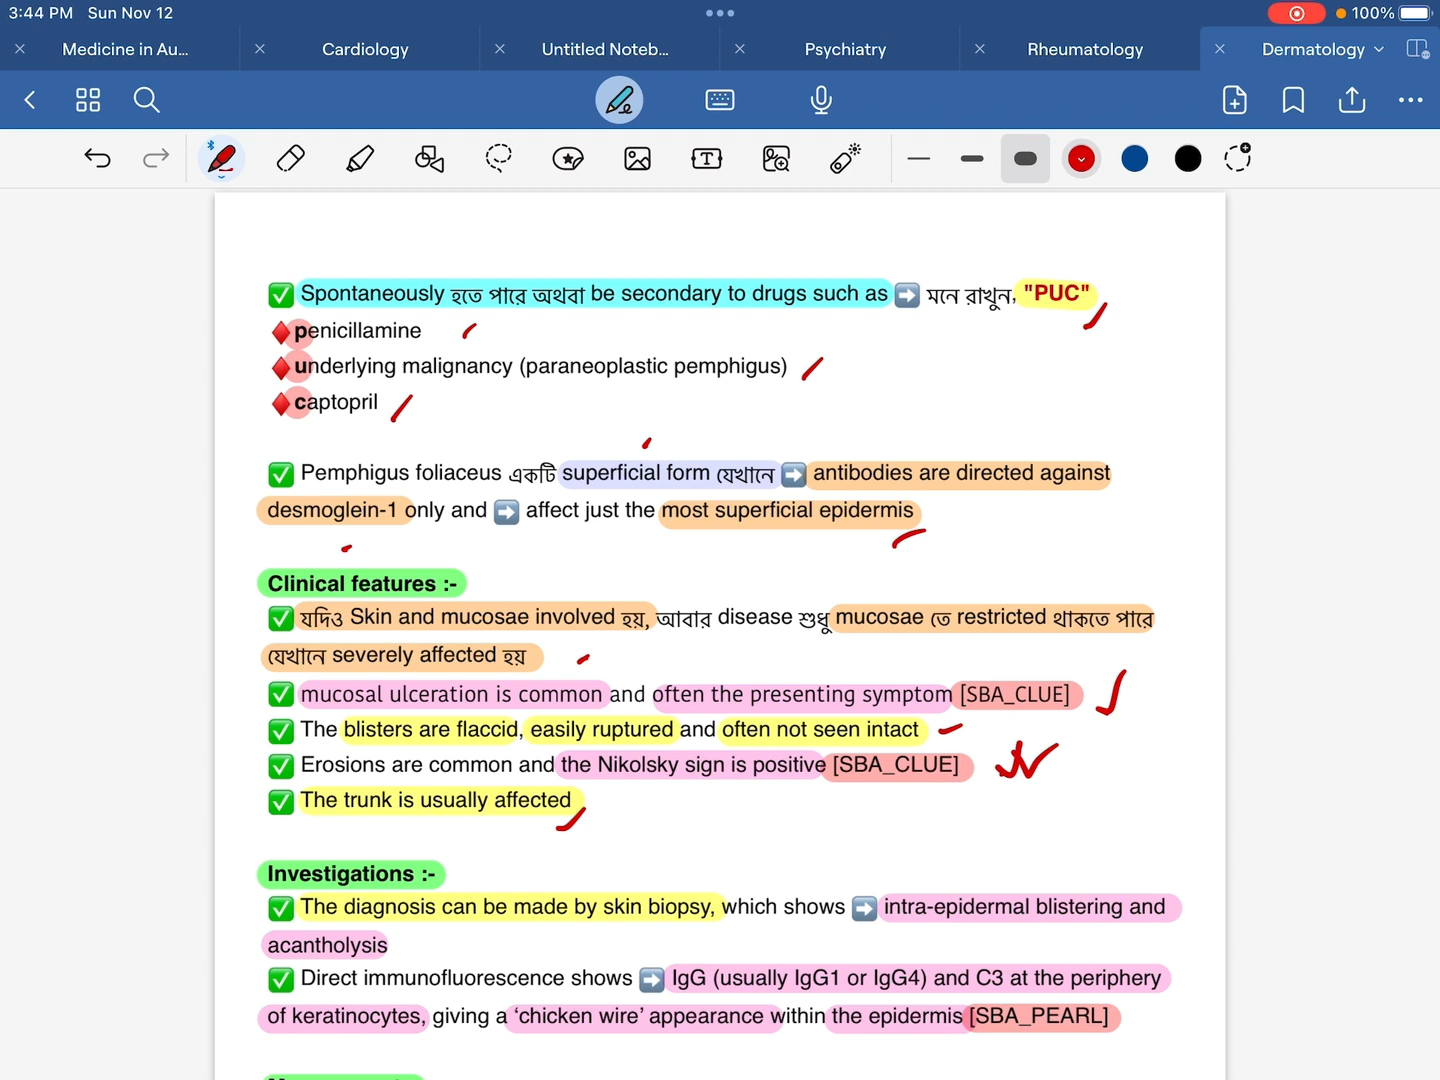 3:44 PM Sun Nov 12
100%
Medicine in Au...
Cardiology
Untitled Noteb...
Psychiatry
Rheumatology
Dermatology
Spontaneously হতে পারে অথবা be secondary to drugs such as ➡️ মনে রাখুন, "PUC"
penicillamine
underlying malignancy (paraneoplastic pemphigus)
captopril
Pemphigus foliaceus একটি superficial form যেখানে ➡️ antibodies are directed against
desmoglein-1 only and ➡️ affect just the most superficial epidermis
Clinical features :-
যদিও Skin and mucosae involved হয়, আবার disease শুধু mucosae তে restricted থাকতে পারে
যেখানে severely affected হয়
mucosal ulceration is common and often the presenting symptom [SBA_CLUE]
The blisters are flaccid, easily ruptured and often not seen intact
Erosions are common and the Nikolsky sign is positive [SBA_CLUE]
The trunk is usually affected
Investigations :-
The diagnosis can be made by skin biopsy, which shows ➡️ intra-epidermal blistering and
acantholysis
Direct immunofluorescence shows ➡️ IgG (usually IgG1 or IgG4) and C3 at the periphery
of keratinocytes, giving a ‘chicken wire’ appearance within the epidermis [SBA_PEARL]